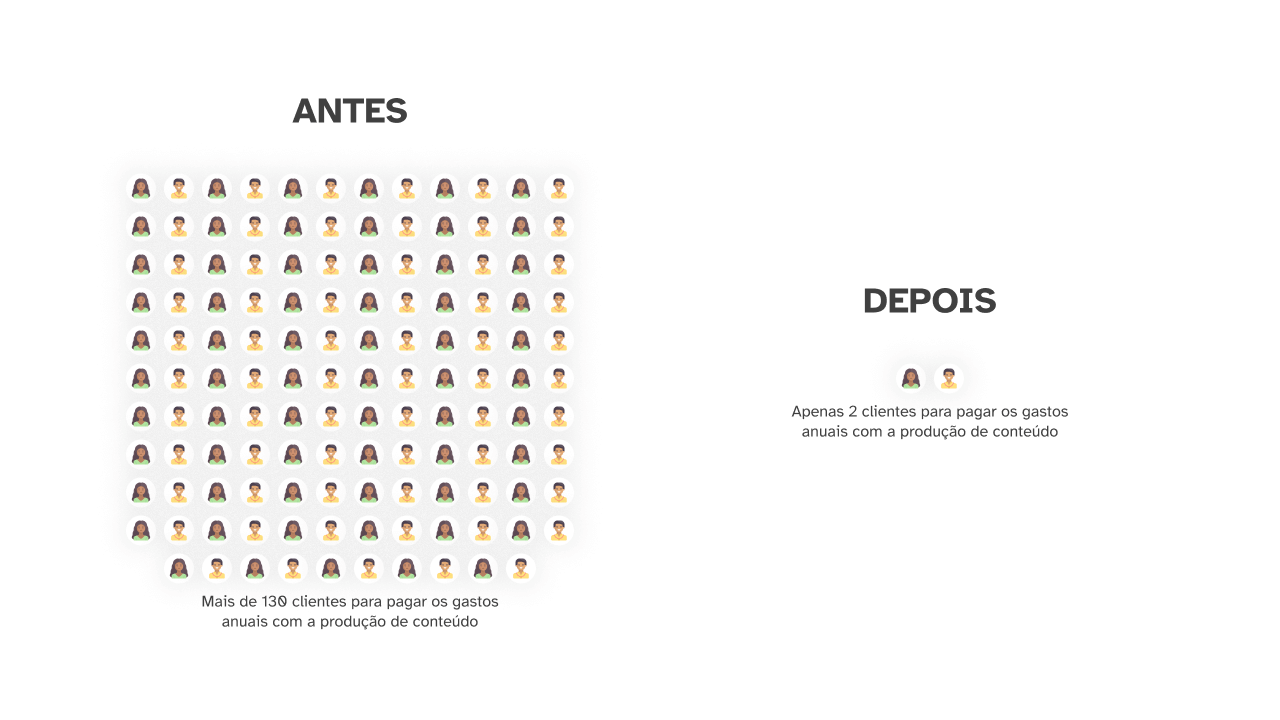 ANTES
Mais de 130 clientes para pagar os gastos
anuais com a produção de conteúdo
DEPOIS
Apenas 2 clientes para pagar os gastos
anuais com a produção de conteúdo